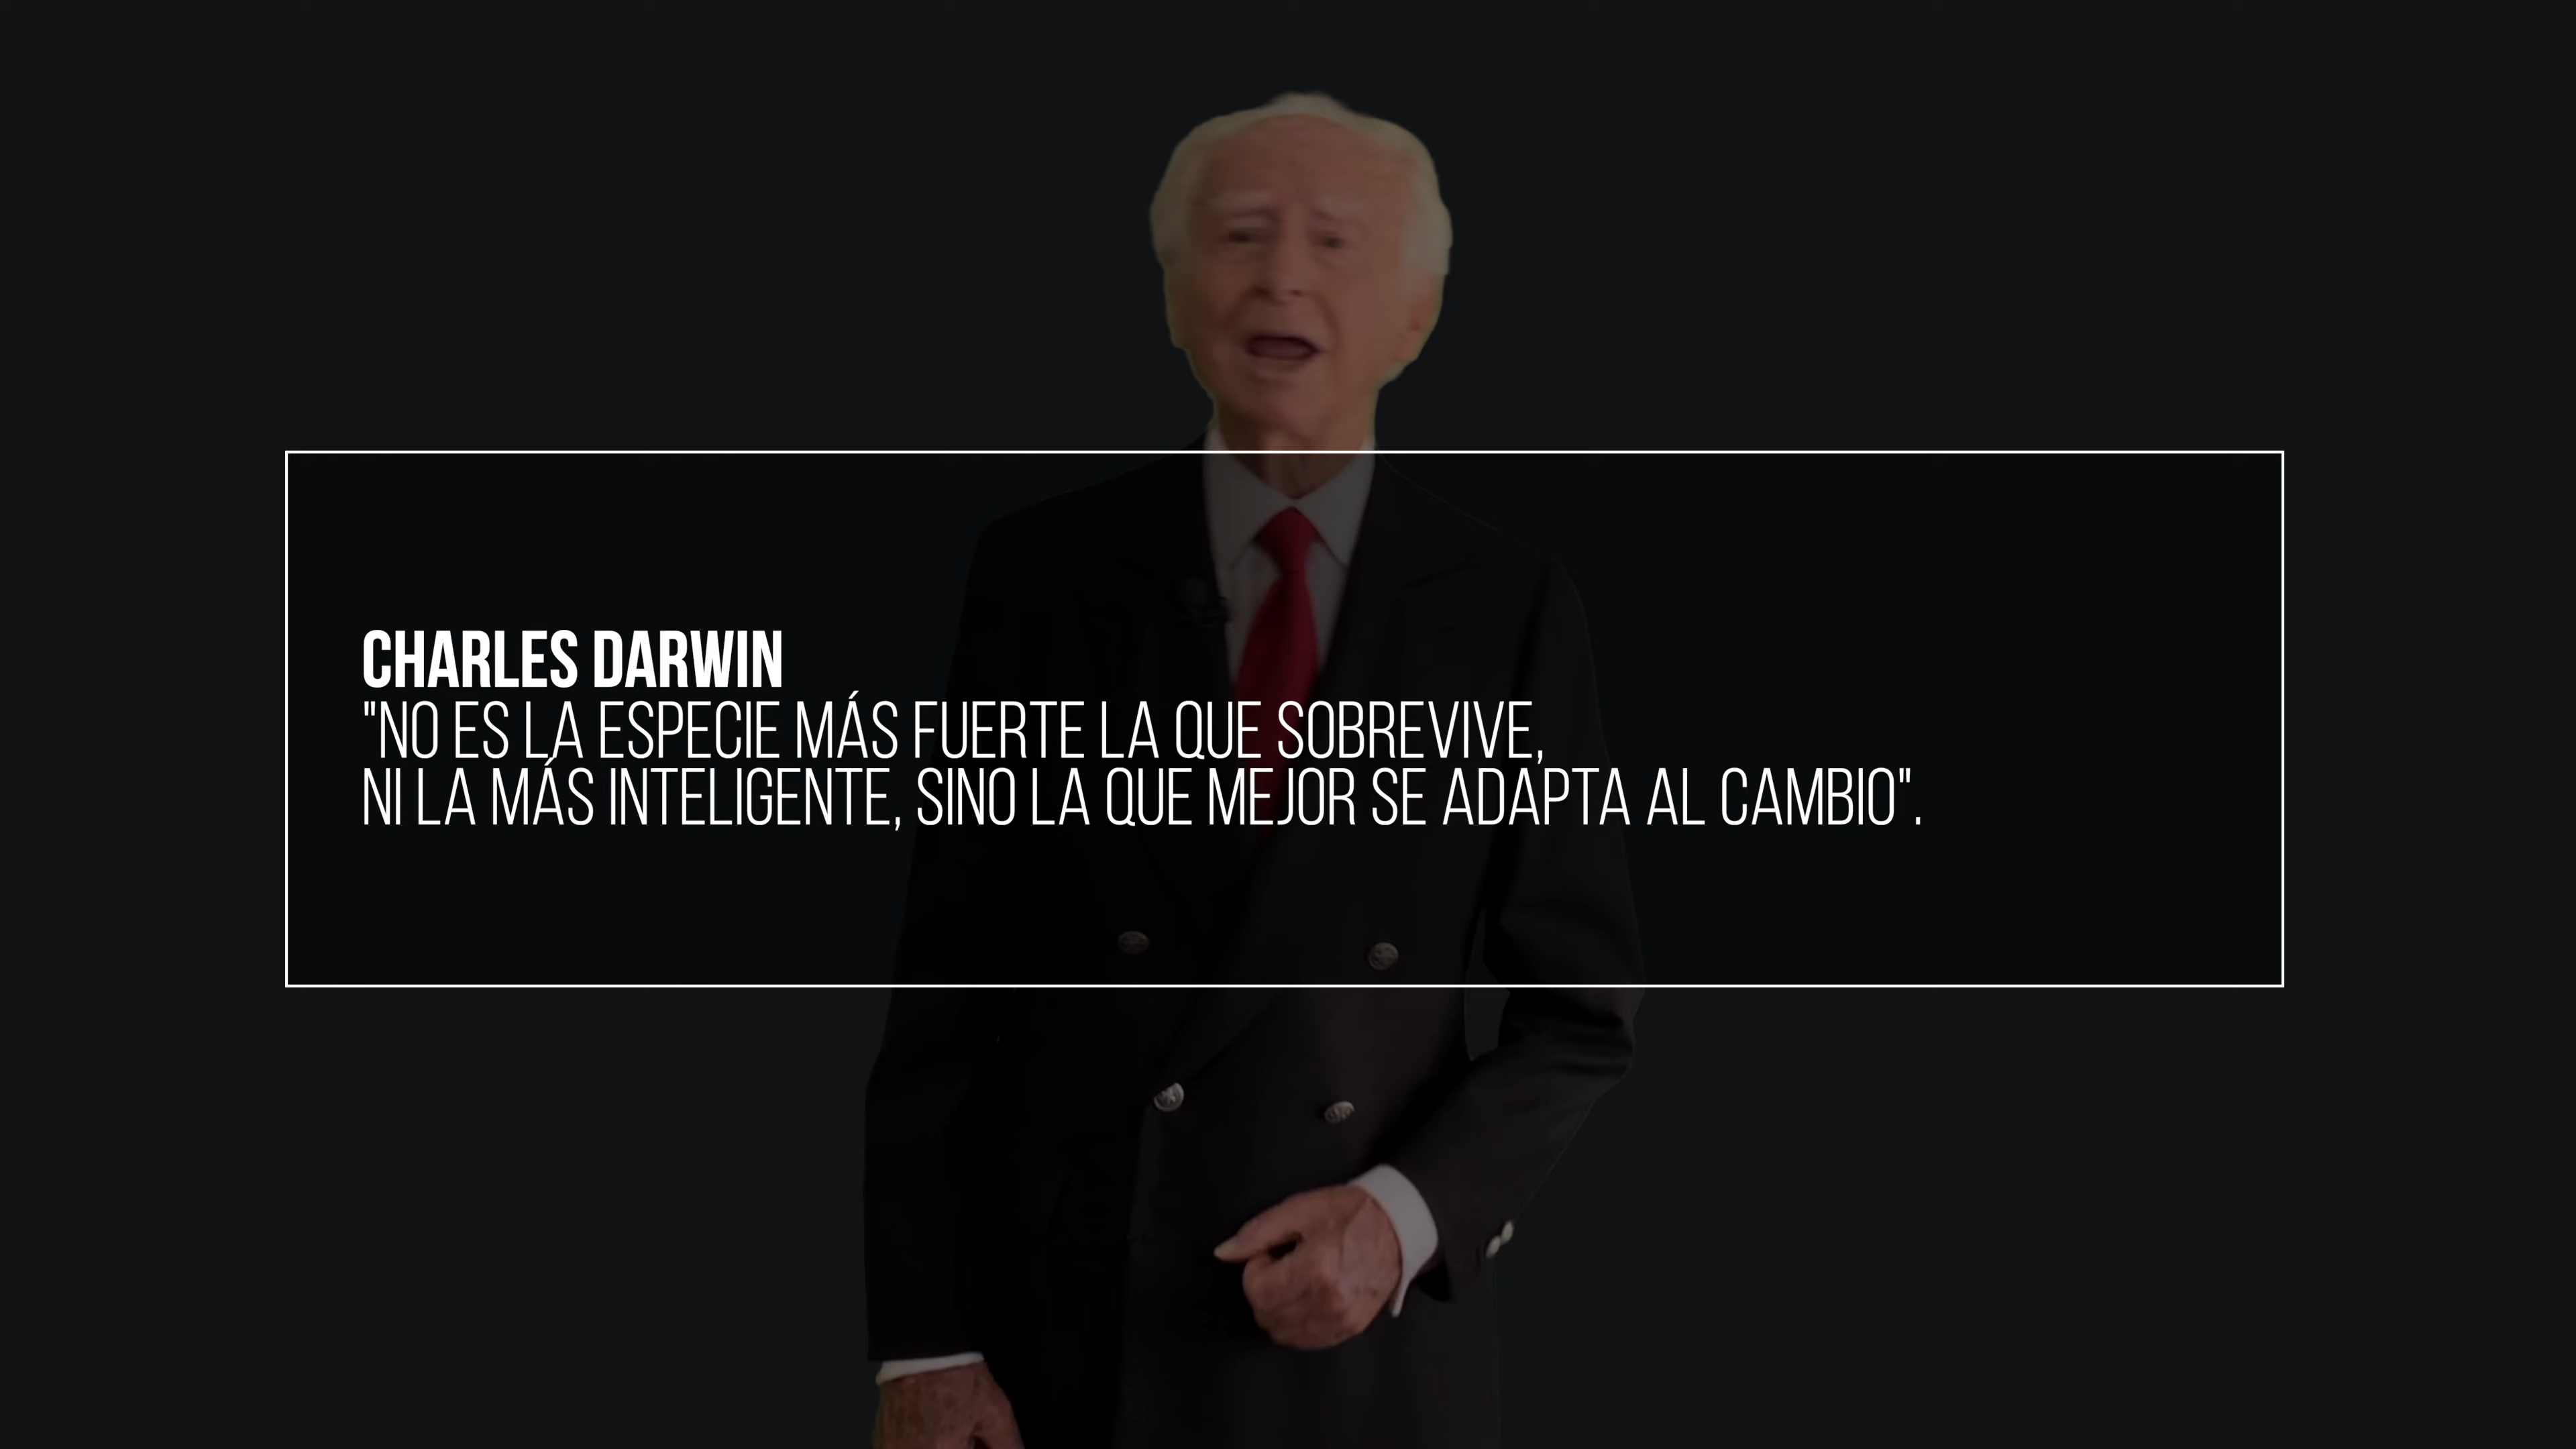 CHARLES DARWIN
"NO ES LA ESPECIE MÁS FUERTE LA QUE SOBREVIVE,
NI LA MÁS INTELIGENTE, SINO LA QUE MEJOR SE ADAPTA AL CAMBIO".